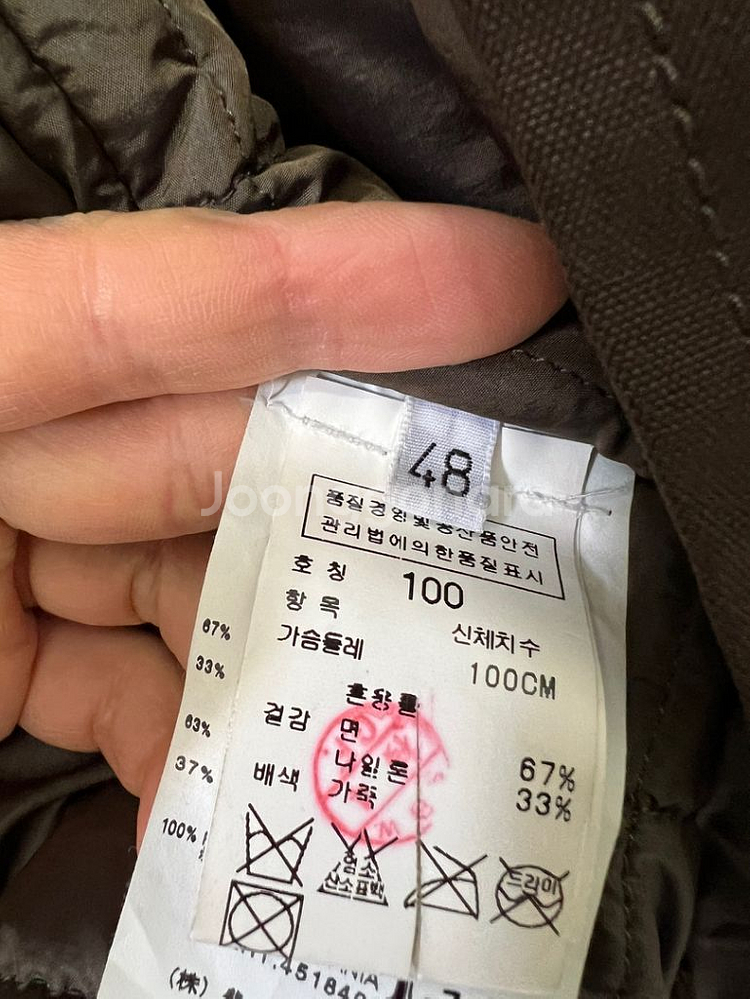 48
품질경영및공산품안전
관리법에의한품질표시
호칭 100
항목 신체치수
가슴둘레 100CM
혼용률
겉감 면 67%
나일론 33%
배색 가죽
67%
33%
63%
37%
100%
염소
산소표백
드라이
(株)